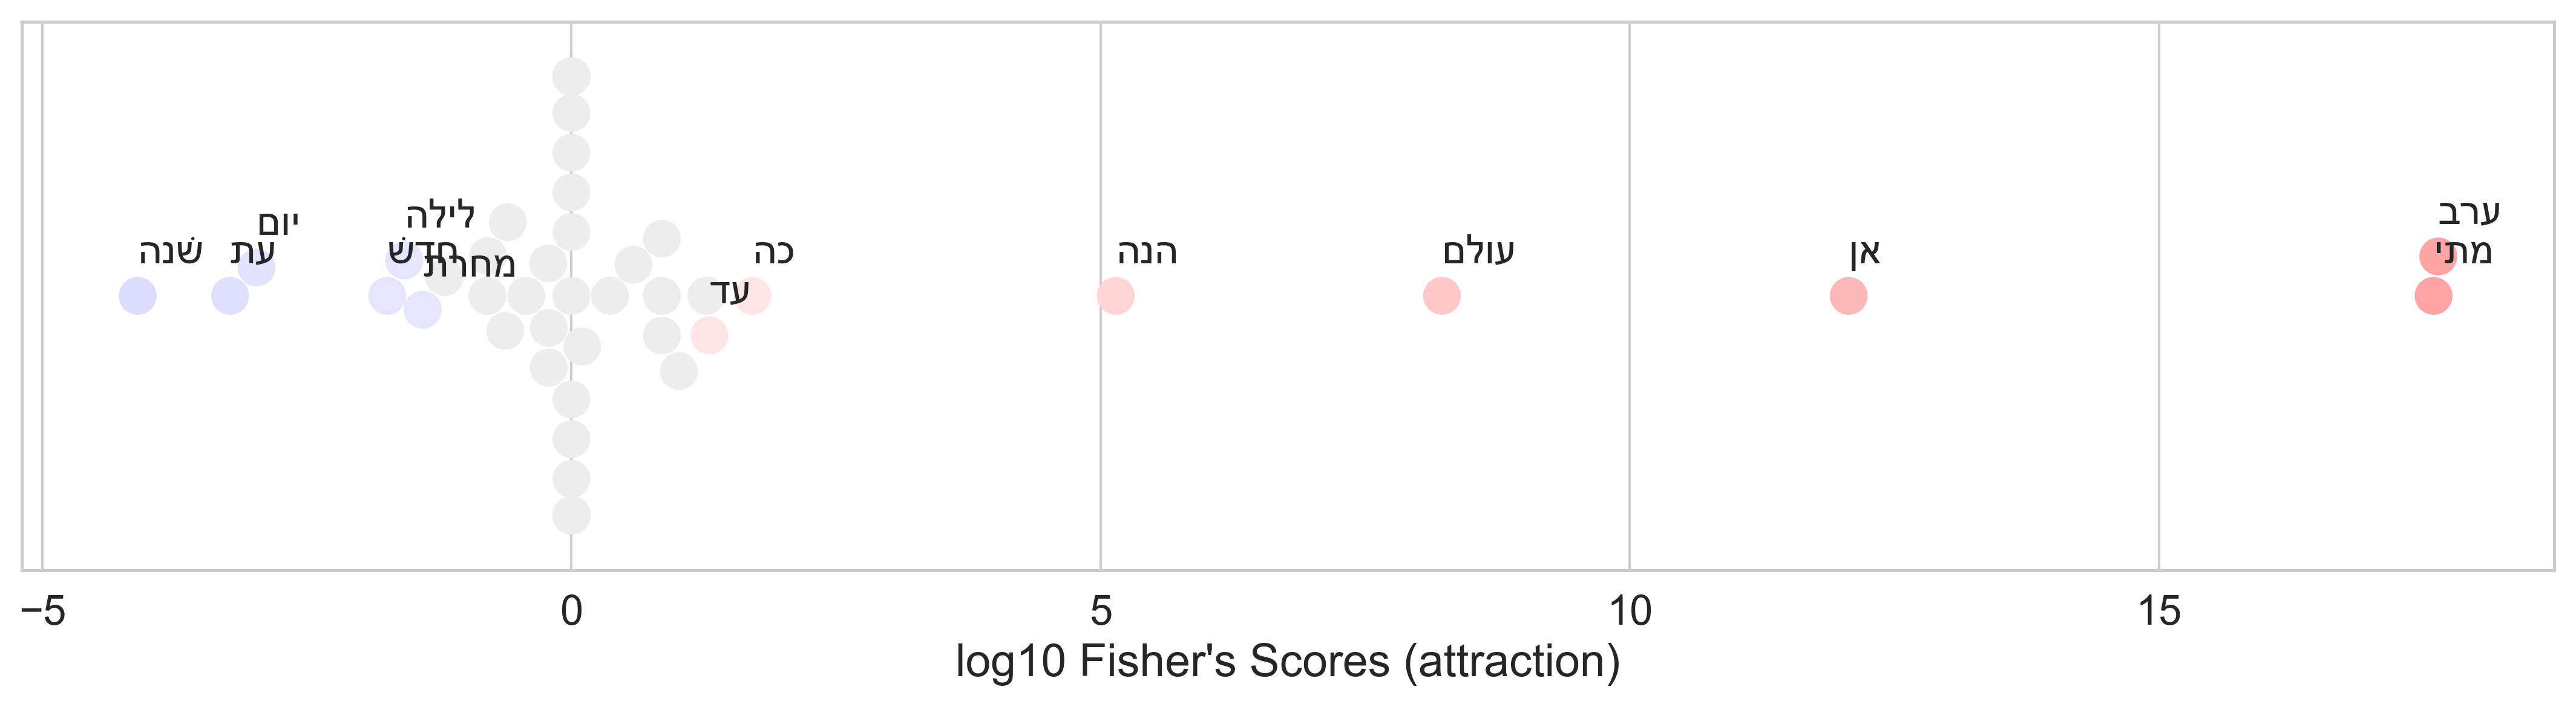 ערב
לילה
יום
שׁנה
עת
חדשׁ
מחרת
כה
הנה
עולם
אן
מתי
עד
−5
0
5
10
15
log10 Fisher's Scores (attraction)